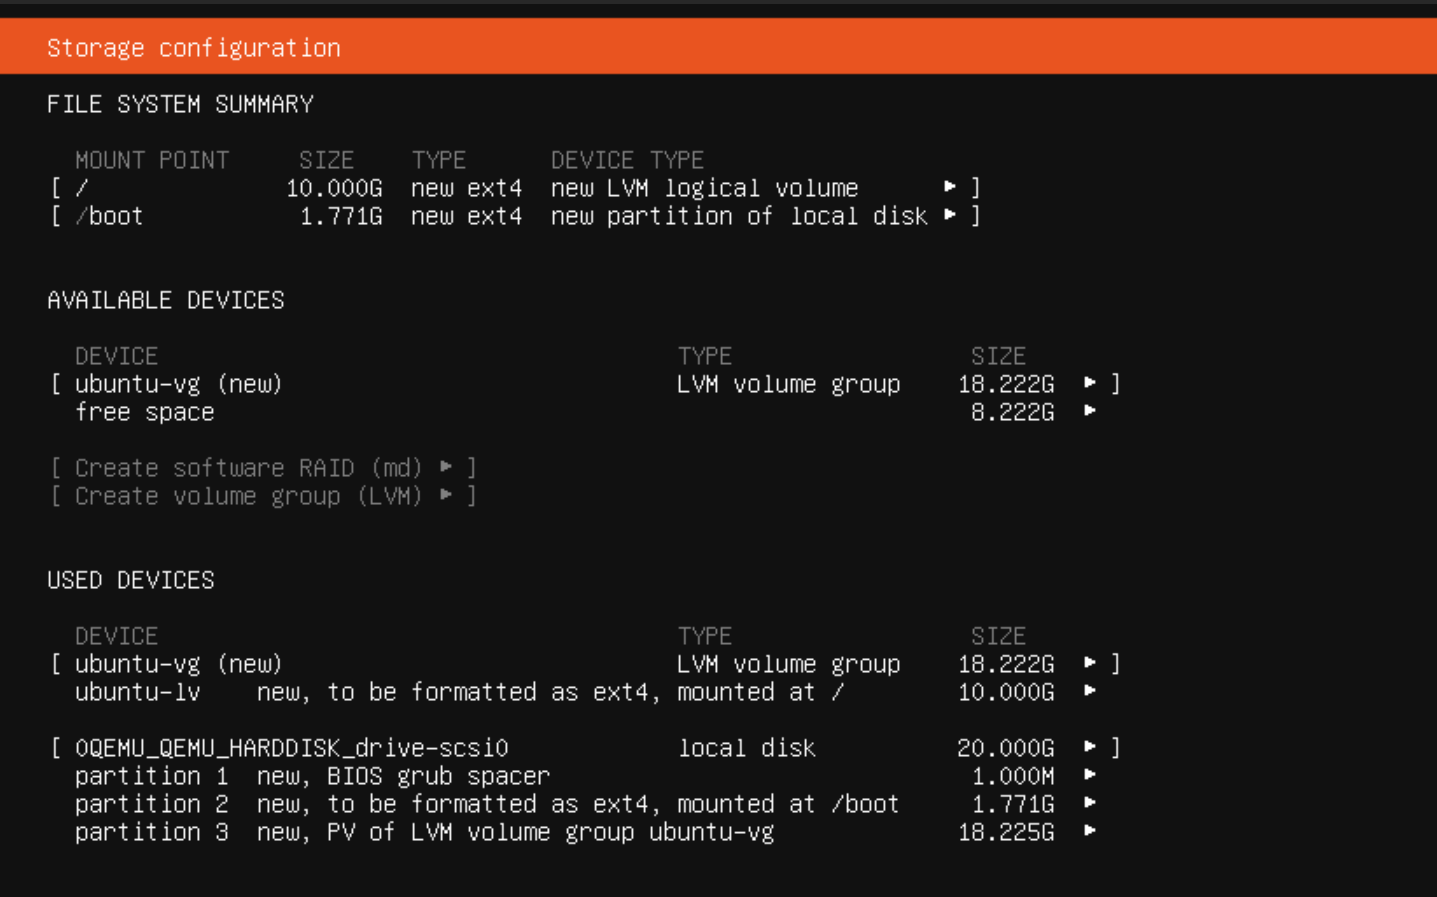 Storage configuration
FILE SYSTEM SUMMARY
MOUNT POINT SIZE TYPE DEVICE TYPE
[ / 10.000G new ext4 new LVM logical volume ▸ ]
[ /boot 1.771G new ext4 new partition of local disk ▸ ]
AVAILABLE DEVICES
DEVICE TYPE SIZE
[ ubuntu-vg (new) LVM volume group 18.222G ▸ ]
free space 8.222G ▸
[ Create software RAID (md) ▸ ]
[ Create volume group (LVM) ▸ ]
USED DEVICES
DEVICE TYPE SIZE
[ ubuntu-vg (new) LVM volume group 18.222G ▸ ]
ubuntu-lv new, to be formatted as ext4, mounted at / 10.000G ▸
[ 0QEMU_QEMU_HARDDISK_drive-scsi0 local disk 20.000G ▸ ]
partition 1 new, BIOS grub spacer 1.000M ▸
partition 2 new, to be formatted as ext4, mounted at /boot 1.771G ▸
partition 3 new, PV of LVM volume group ubuntu-vg 18.225G ▸